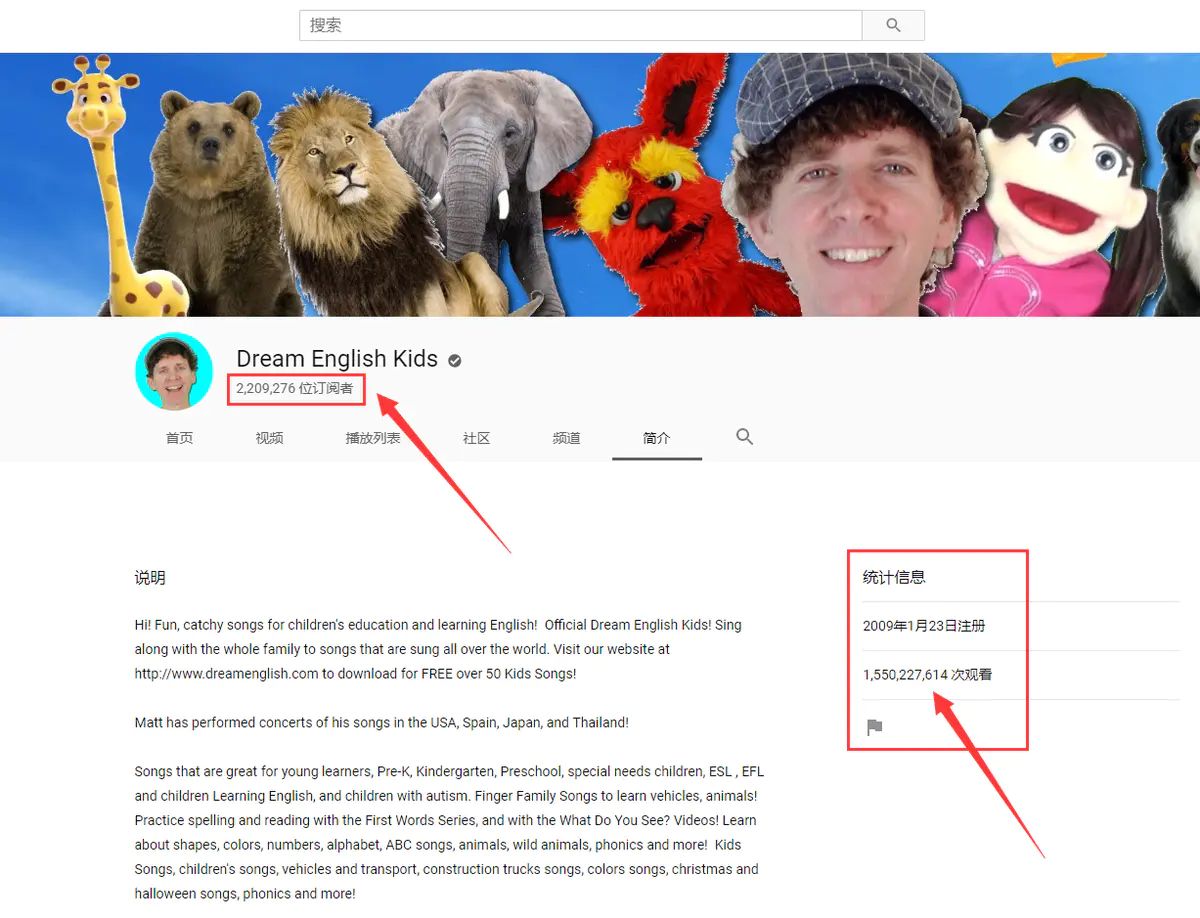 搜索
Dream English Kids
2,209,276 位订阅者
首页 视频 播放列表 社区 频道 简介
说明
Hi! Fun, catchy songs for children's education and learning English!  Official Dream English Kids! Sing
along with the whole family to songs that are sung all over the world. Visit our website at
http://www.dreamenglish.com to download for FREE over 50 Kids Songs!
Matt has performed concerts of his songs in the USA, Spain, Japan, and Thailand!
Songs that are great for young learners, Pre-K, Kindergarten, Preschool, special needs children, ESL , EFL
and children Learning English, and children with autism. Finger Family Songs to learn vehicles, animals!
Practice spelling and reading with the First Words Series, and with the What Do You See? Videos! Learn
about shapes, colors, numbers, alphabet, ABC songs, animals, wild animals, phonics and more!  Kids
Songs, children's songs, vehicles and transport, construction trucks songs, colors songs, christmas and
halloween songs, phonics and more!
统计信息
2009年1月23日注册
1,550,227,614 次观看